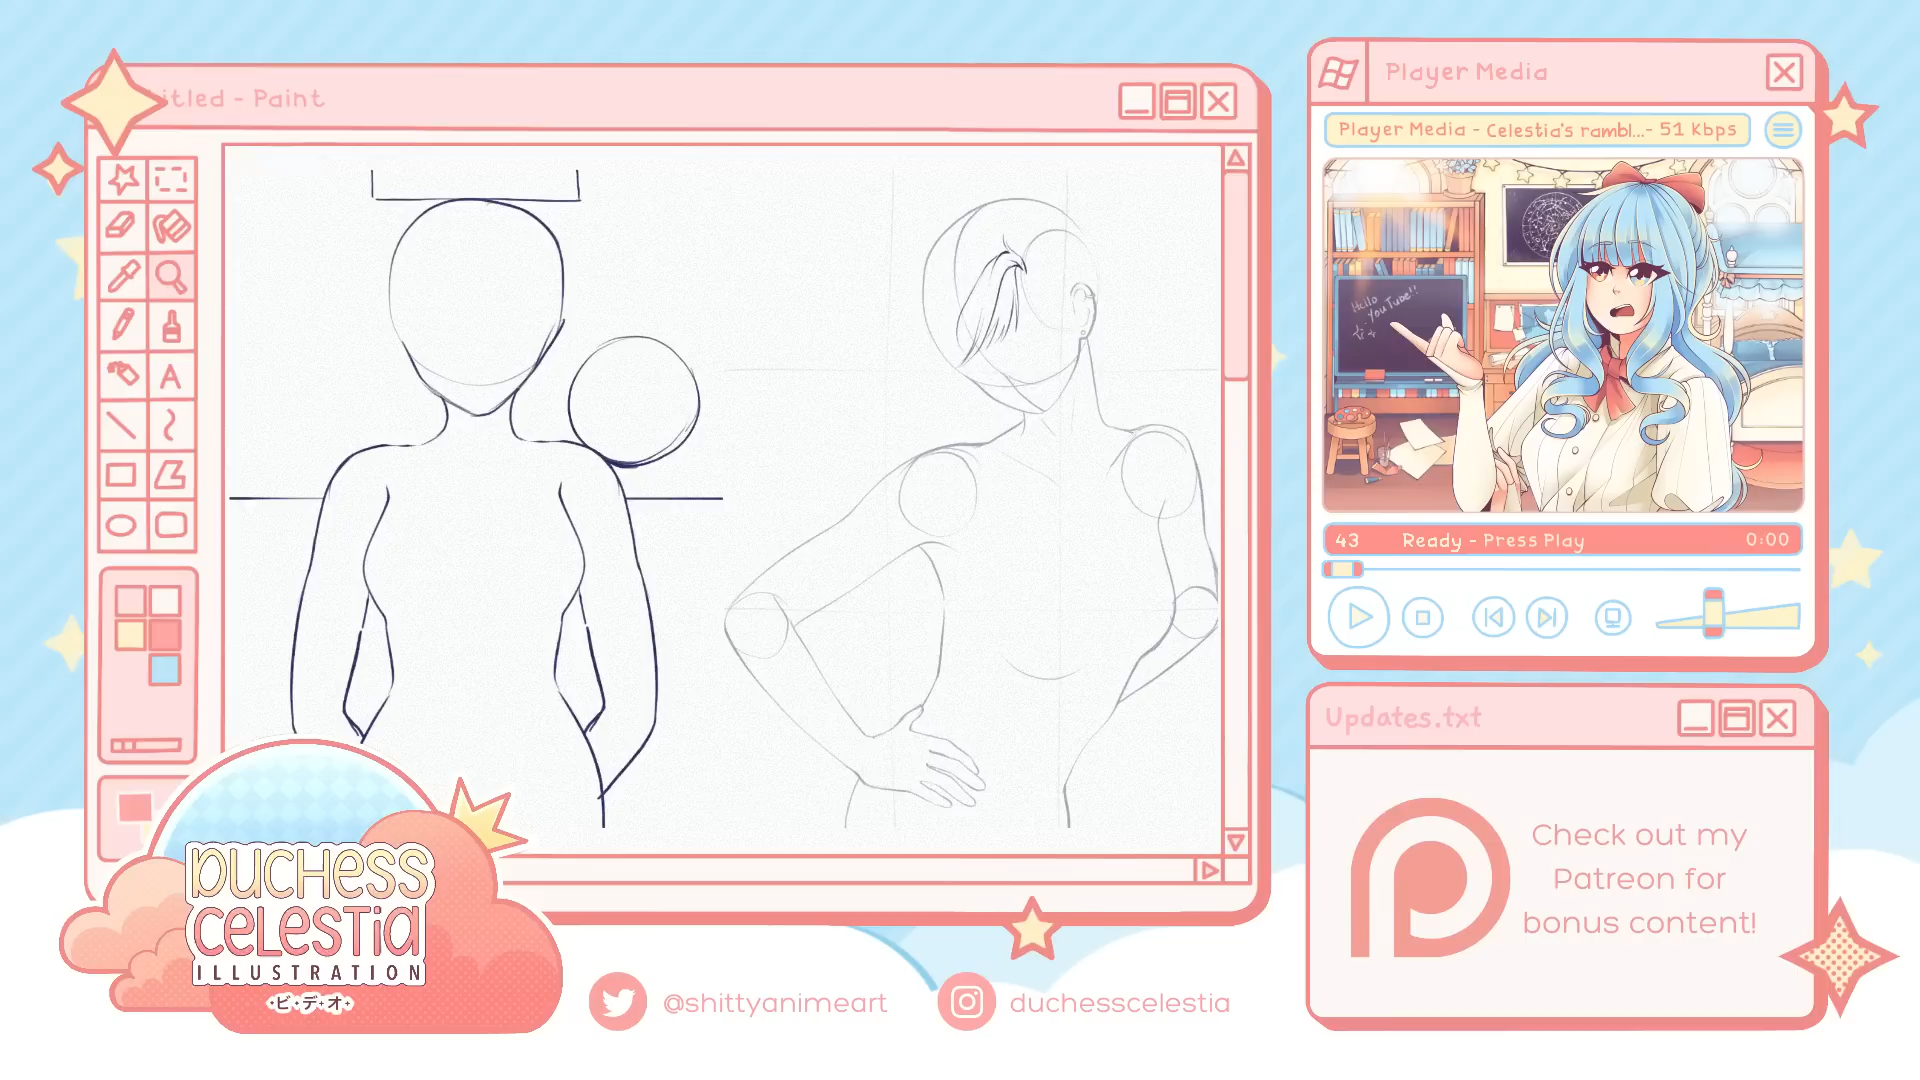 titled - Paint
Player Media
Player Media - Celestia's rambl...- 51 Kbps
Hello
YouTube!!
A
43 Ready - Press Play 0:00
Updates.txt
Check out my
Patreon for
bonus content!
DUCHESS
CELESTIA
ILLUSTRATION
・ビ・デ・オ・
@shittyanimeart
duchesscelestia